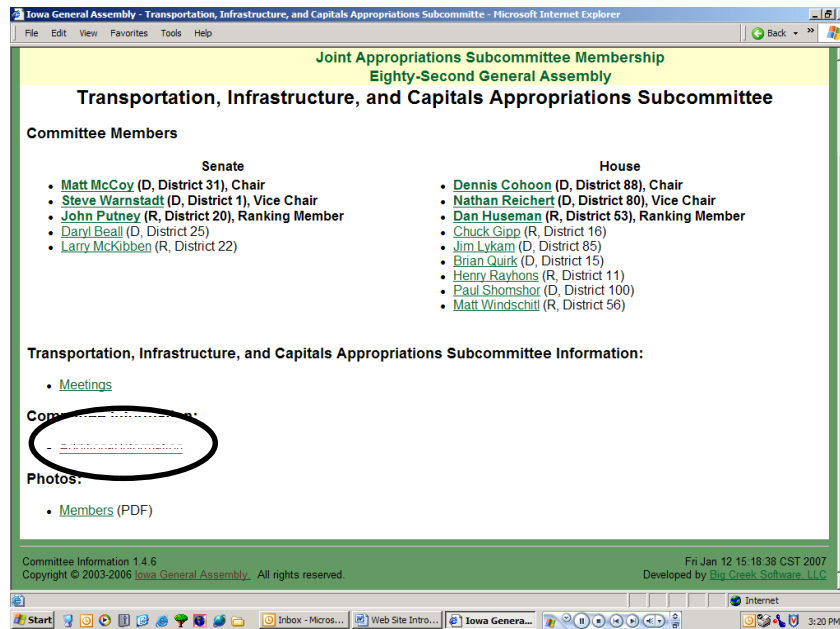 Iowa General Assembly - Transportation, Infrastructure, and Capitals Appropriations Subcommitte - Microsoft Internet Explorer
File Edit View Favorites Tools Help
Back
Joint Appropriations Subcommittee Membership
Eighty-Second General Assembly
Transportation, Infrastructure, and Capitals Appropriations Subcommittee
Committee Members
Senate
• Matt McCoy (D, District 31), Chair
• Steve Warnstadt (D, District 1), Vice Chair
• John Putney (R, District 20), Ranking Member
• Daryl Beall (D, District 25)
• Larry McKibben (R, District 22)
House
• Dennis Cohoon (D, District 88), Chair
• Nathan Reichert (D, District 80), Vice Chair
• Dan Huseman (R, District 53), Ranking Member
• Chuck Gipp (R, District 16)
• Jim Lykam (D, District 85)
• Brian Quirk (D, District 15)
• Henry Rayhons (R, District 11)
• Paul Shomshor (D, District 100)
• Matt Windschitl (R, District 56)
Transportation, Infrastructure, and Capitals Appropriations Subcommittee Information:
• Meetings
Committee Information:
Photos:
• Members (PDF)
Committee Information 1.4.6
Copyright © 2003-2006 Iowa General Assembly. All rights reserved.
Fri Jan 12 15:18:38 CST 2007
Developed by Big Creek Software, LLC
Internet
Start Inbox - Micros... Web Site Intro... Iowa Genera... 3:20 PM